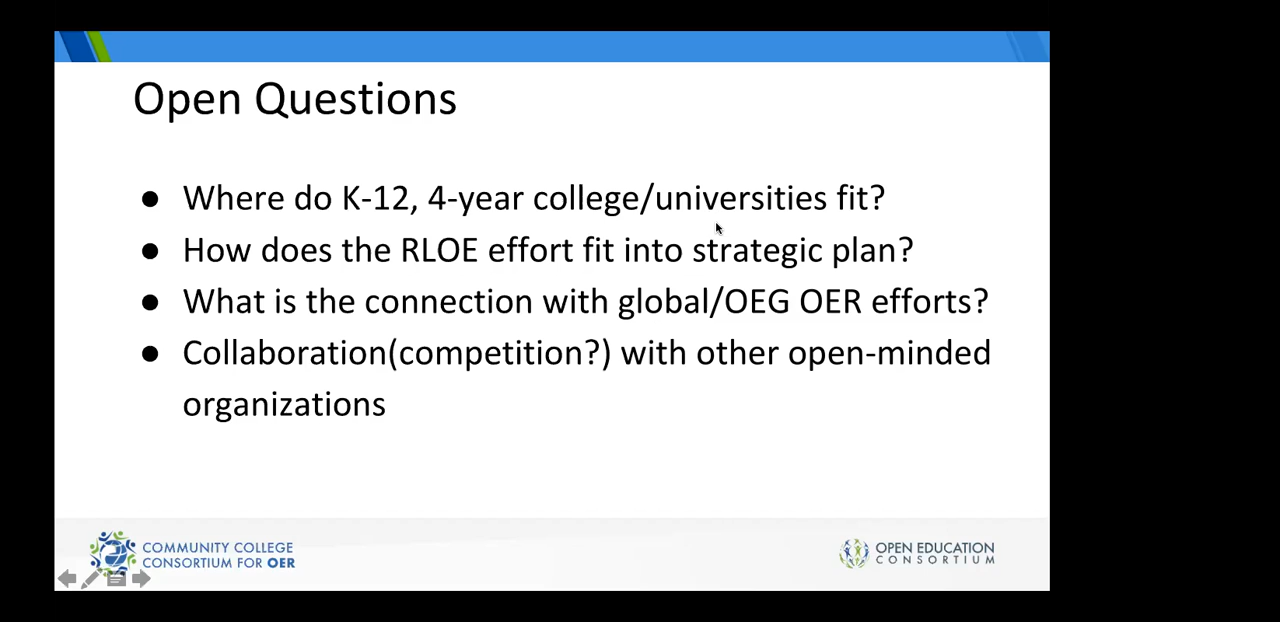 Open Questions
● Where do K-12, 4-year college/universities fit?
● How does the RLOE effort fit into strategic plan?
● What is the connection with global/OEG OER efforts?
● Collaboration(competition?) with other open-minded
organizations
COMMUNITY COLLEGE
CONSORTIUM FOR OER
OPEN EDUCATION
CONSORTIUM